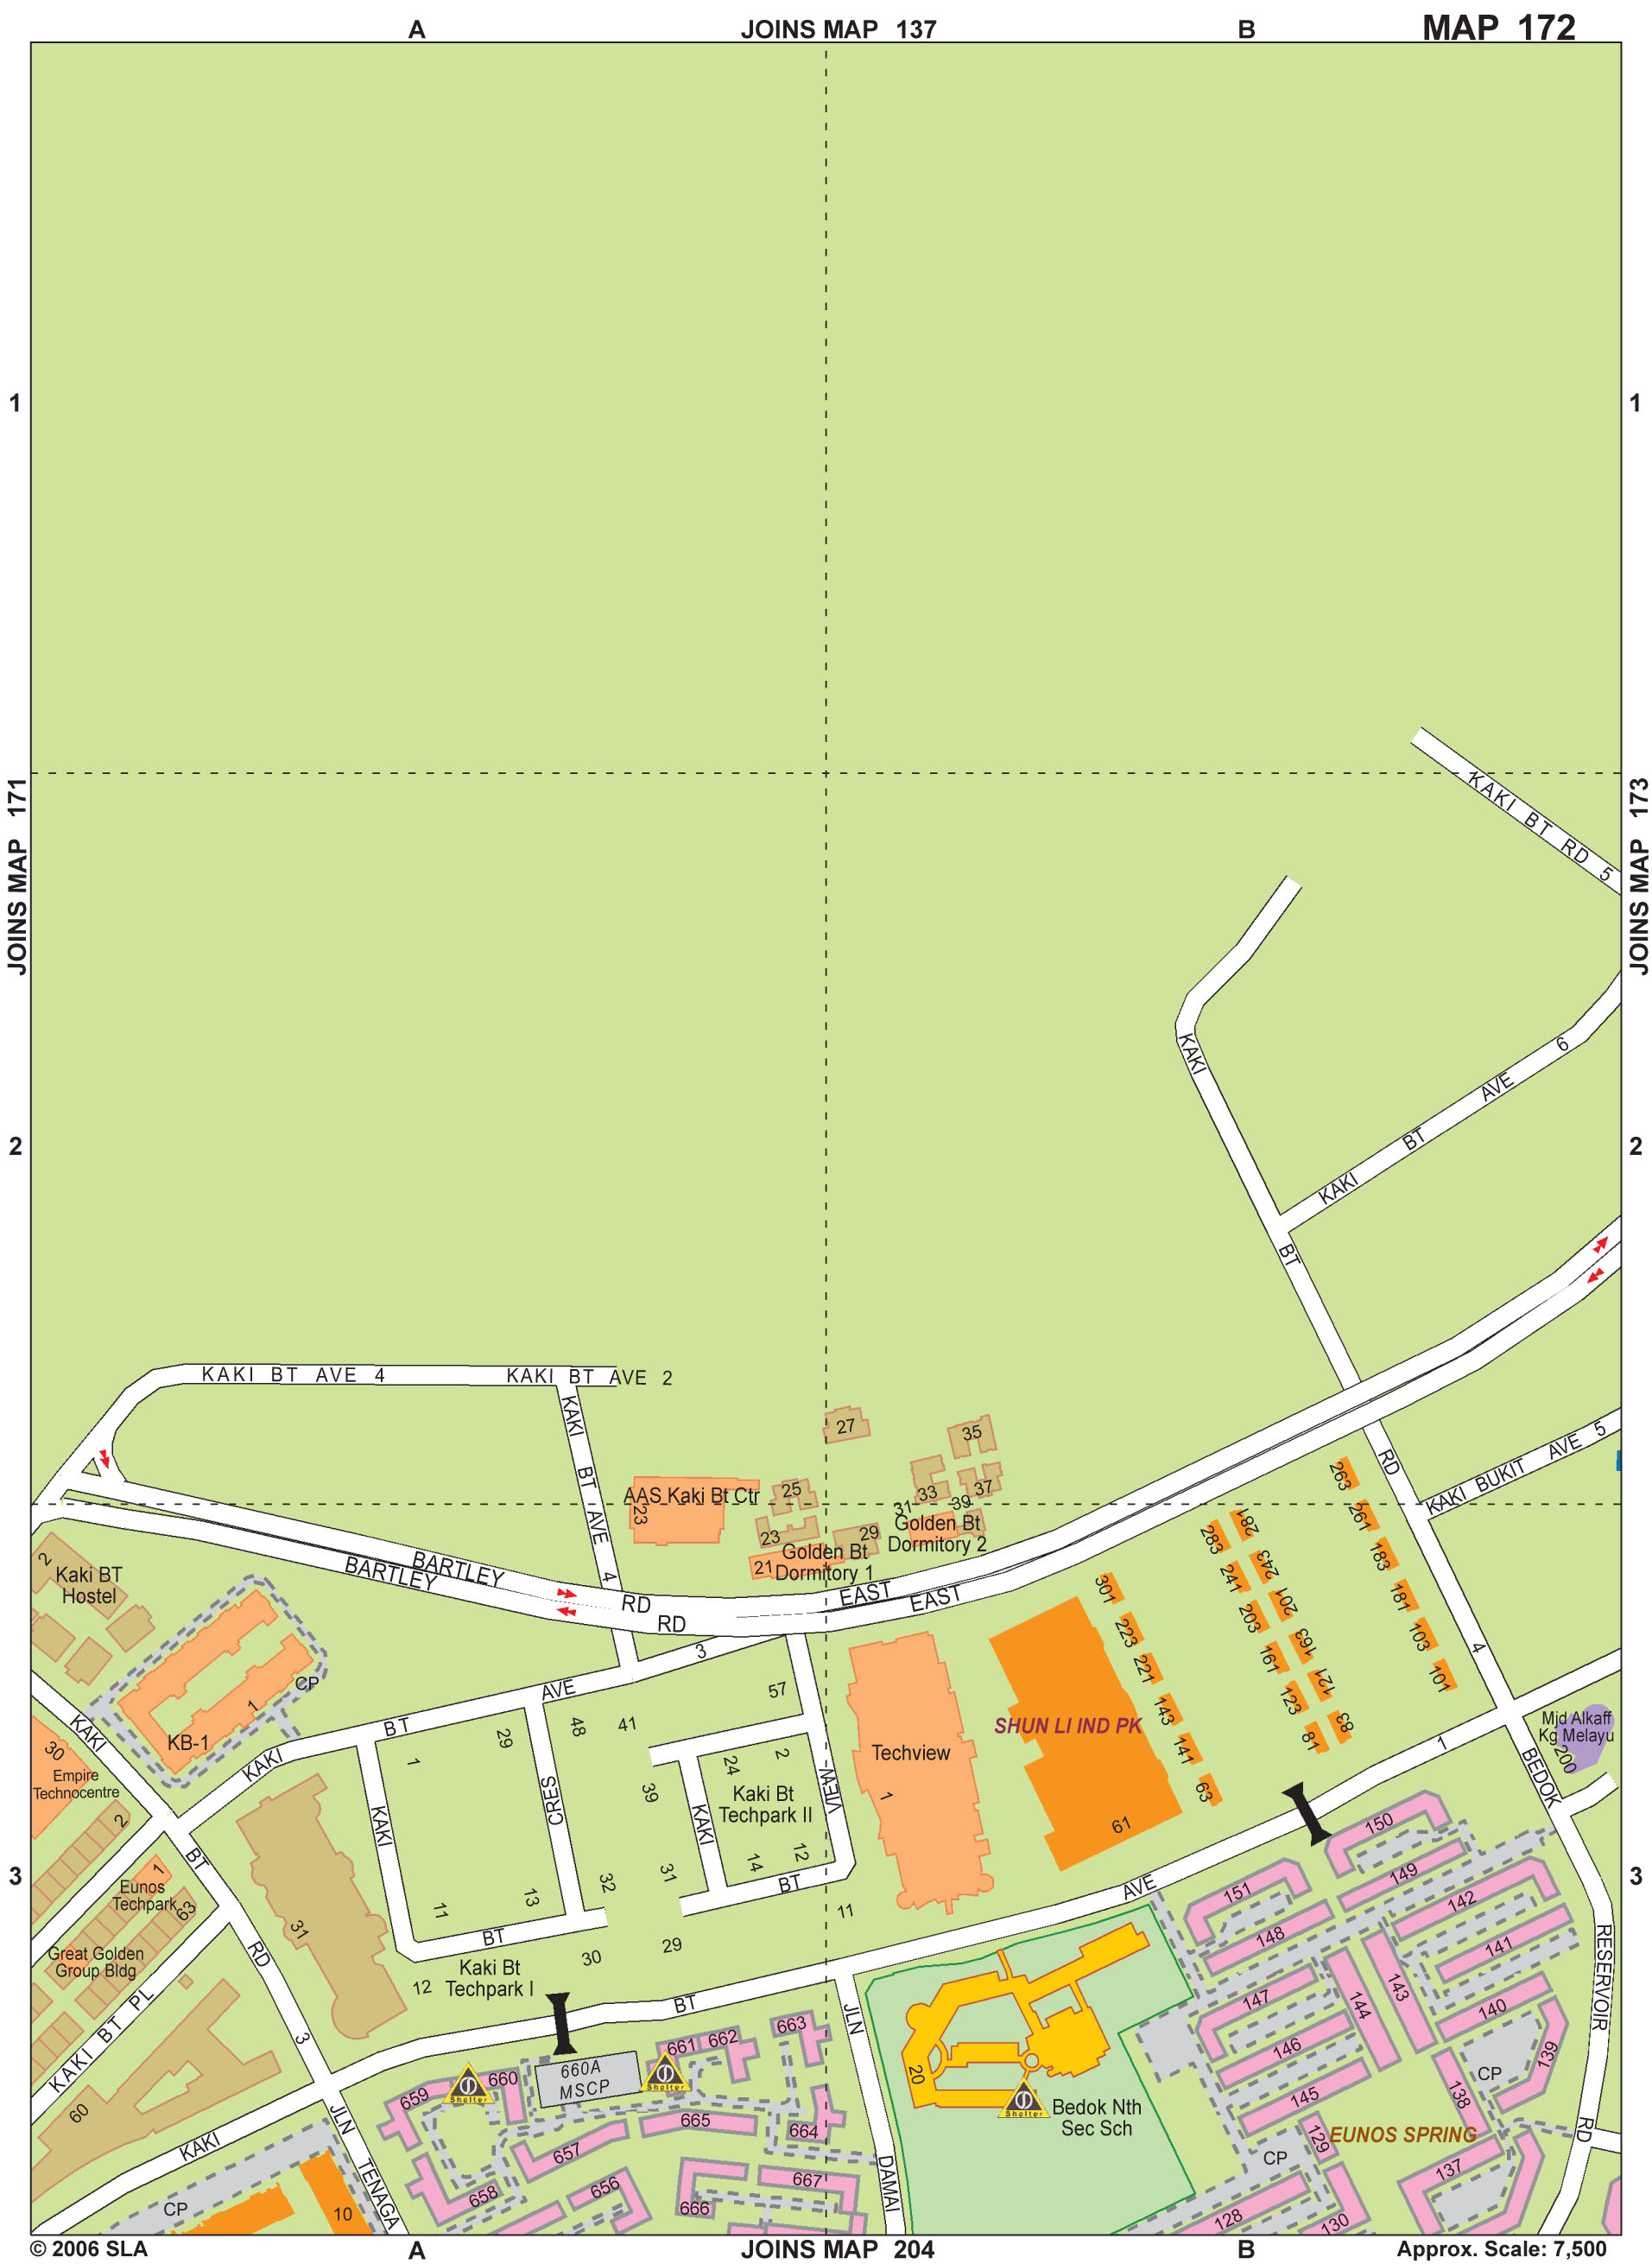 A
JOINS MAP 137
B
MAP 172
1
1
JOINS MAP 171
JOINS MAP 173
KAKI BT RD 5
2
2
KAKI BT AVE 6
KAKI BT RD 4
KAKI BT AVE 4
KAKI BT AVE 2
KAKI BT AVE 4
KAKI BUKIT AVE 5
27
35
25
33
37
31
39
AAS Kaki Bt Ctr
23
23
29
21
Golden Bt
Dormitory 1
Golden Bt
Dormitory 2
BARTLEY RD EAST
BARTLEY RD EAST
2
Kaki BT
Hostel
CP
1
KB-1
KAKI BT AVE 3
KAKI BT RD 3
30
Empire
Technocentre
2
1
Eunos
Techpark
63
Great Golden
Group Bldg
KAKI BT PL
60
31
1
29
48
41
57
KAKI BT CRES
11
13
32
39
31
24
2
Kaki Bt
Techpark II
14
12
KAKI BT VIEW
11
12
Kaki Bt
Techpark I
30
29
Techview
1
SHUN LI IND PK
61
263
261
183
181
103
101
281
283
243
241
201
203
163
161
121
123
83
81
301
223
221
143
141
63
Mjd Alkaff
Kg Melayu
200
3
3
KAKI BT AVE 1
BEDOK RESERVOIR RD
JLN TENAGA
JLN DAMAI
659
660
660A
MSCP
661
662
663
664
665
657
658
656
666
667
Shelter
Shelter
Shelter
20
Bedok Nth
Sec Sch
150
149
151
148
142
141
147
146
144
143
140
139
145
138
CP
129
EUNOS SPRING
137
CP
128
130
CP
10
© 2006 SLA
A
JOINS MAP 204
B
Approx. Scale: 7,500